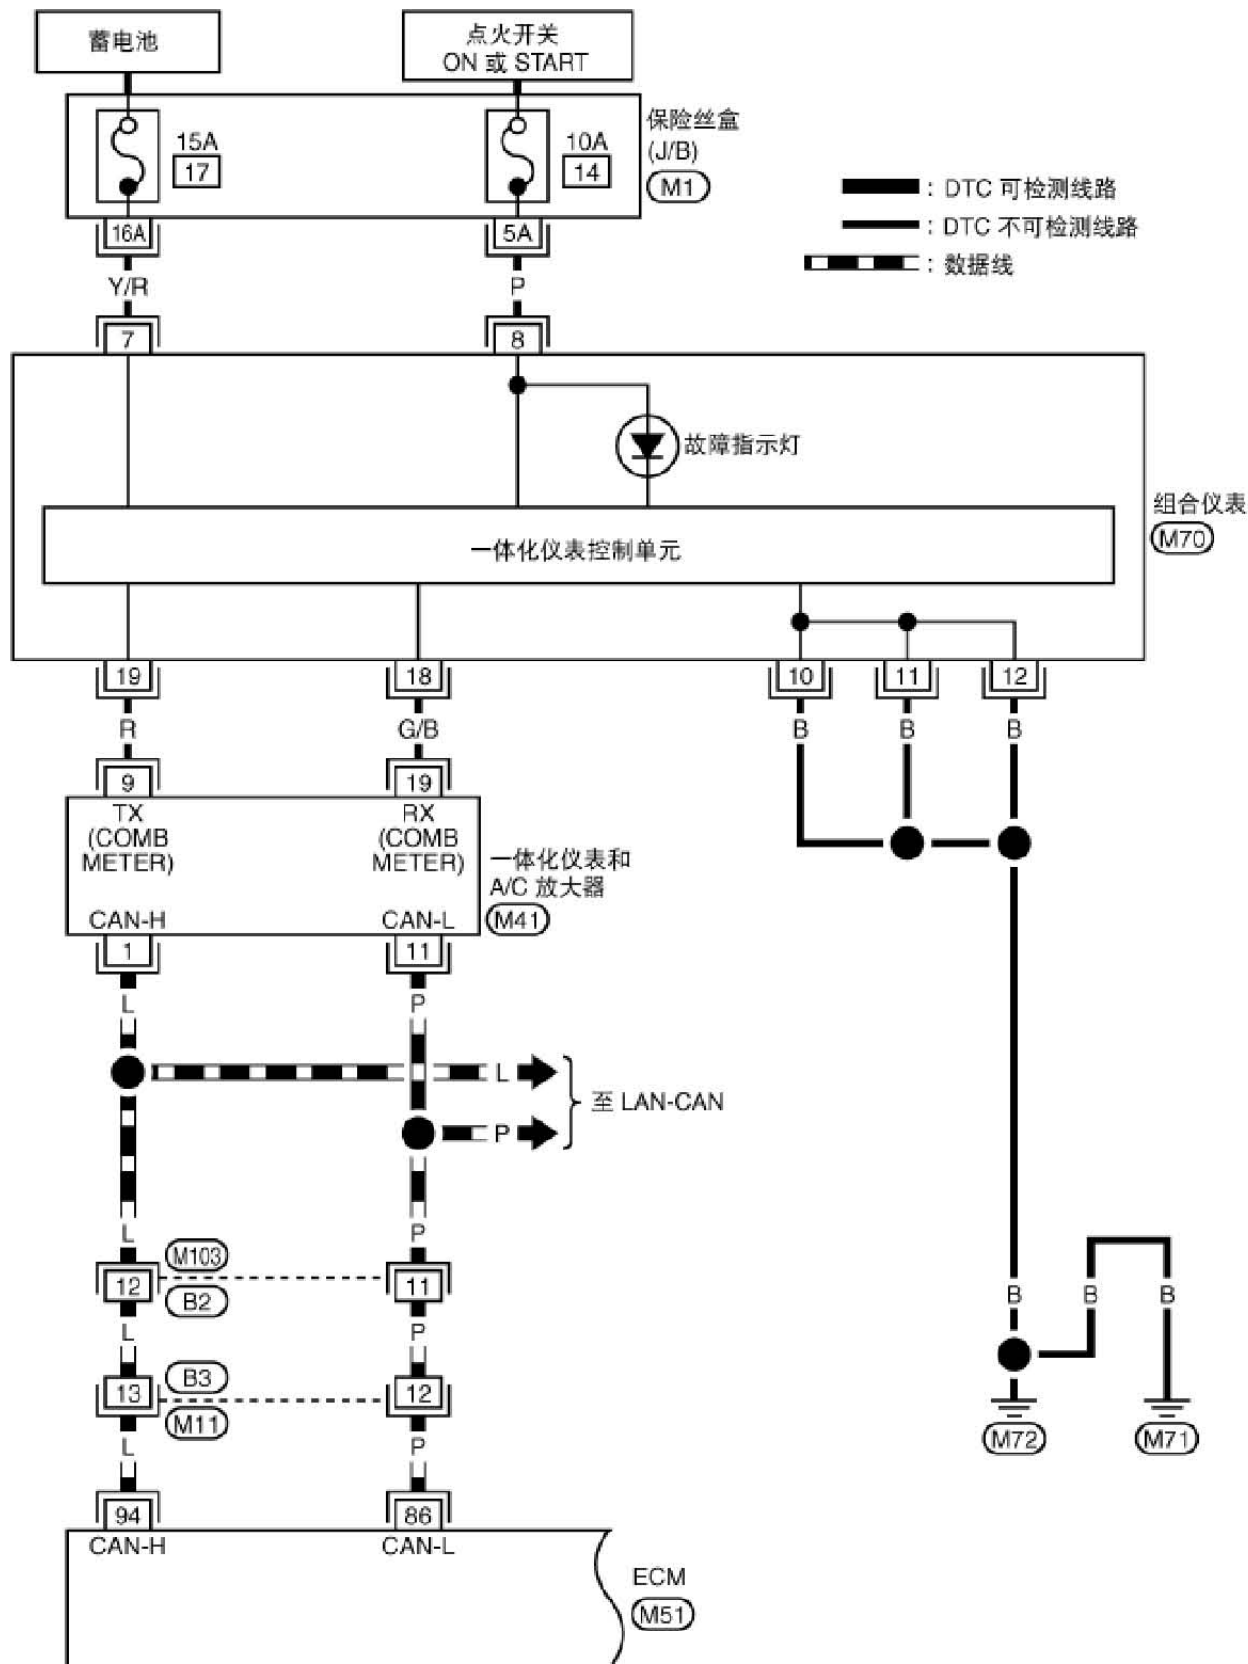 蓄电池
点火开关
ON 或 START
15A
17
10A
14
保险丝盒
(J/B)
M1
: DTC 可检测线路
: DTC 不可检测线路
: 数据线
16A
5A
Y/R
P
7
8
故障指示灯
一体化仪表控制单元
组合仪表
M70
19
18
10
11
12
R
G/B
B
B
B
9
19
TX
(COMB
METER)
RX
(COMB
METER)
CAN-H
CAN-L
一体化仪表和
A/C 放大器
M41
1
11
L
P
L
P
至 LAN-CAN
L
P
M103
12
11
B2
L
P
B3
13
12
M11
L
P
B
B
B
M72
M71
94
86
CAN-H
CAN-L
ECM
M51